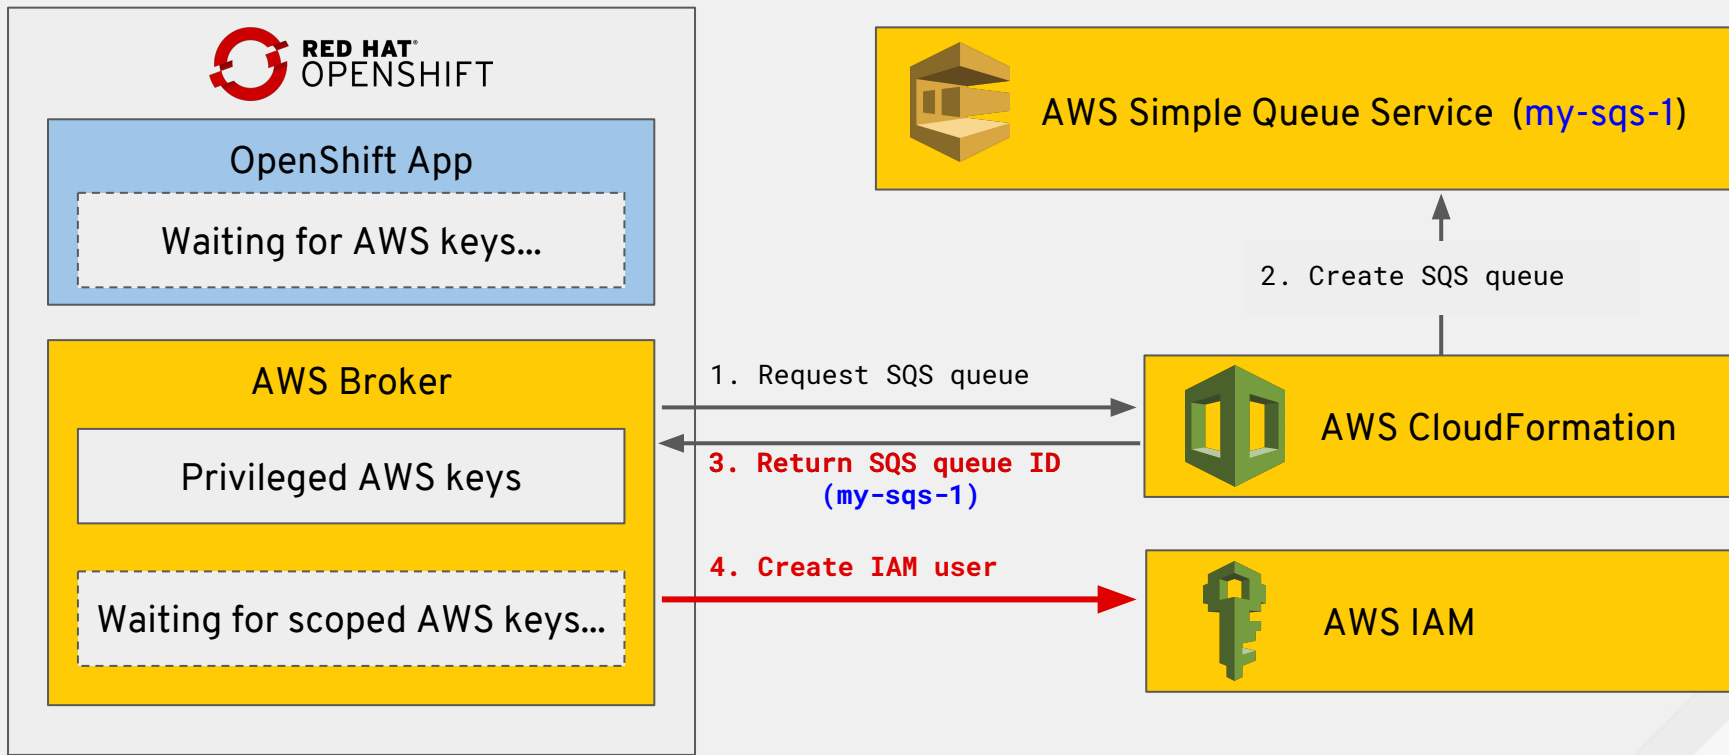 RED HAT®
OPENSHIFT
OpenShift App
Waiting for AWS keys...
AWS Broker
Privileged AWS keys
Waiting for scoped AWS keys...
AWS Simple Queue Service (my-sqs-1)
2. Create SQS queue
1. Request SQS queue
3. Return SQS queue ID
(my-sqs-1)
AWS CloudFormation
4. Create IAM user
AWS IAM